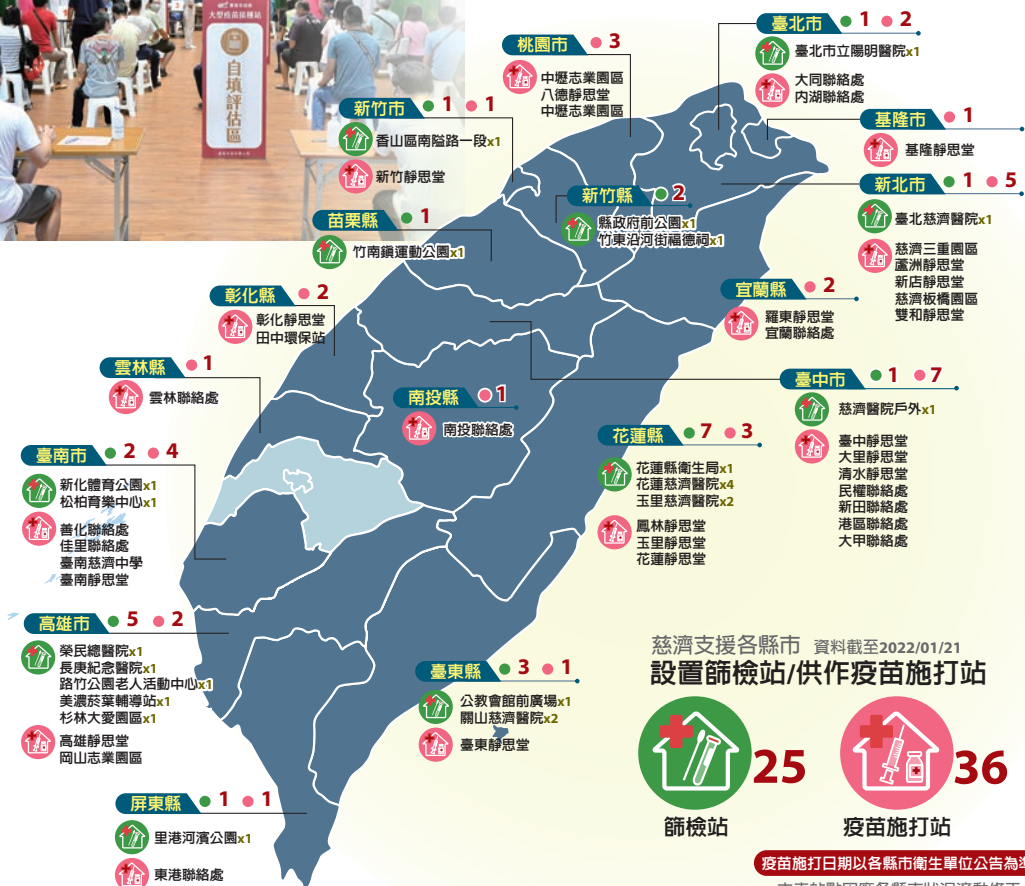 大型疫苗接種站
自填評估區
臺北市 1 2
臺北市立陽明醫院x1
大同聯絡處
內湖聯絡處
桃園市 3
中壢志業園區
八德靜思堂
中壢志業園區
基隆市 1
基隆靜思堂
新竹市 1 1
香山區南隘路一段x1
新竹靜思堂
新北市 1 5
臺北慈濟醫院x1
慈濟三重園區
蘆洲靜思堂
新店靜思堂
慈濟板橋園區
雙和靜思堂
新竹縣 2
縣政府前公園x1
竹東沿河街福德祠x1
苗栗縣 1
竹南鎮運動公園x1
宜蘭縣 2
羅東靜思堂
宜蘭聯絡處
彰化縣 2
彰化靜思堂
田中環保站
雲林縣 1
雲林聯絡處
南投縣 1
南投聯絡處
臺中市 1 7
慈濟醫院戶外x1
臺中靜思堂
大里靜思堂
清水靜思堂
民權聯絡處
新田聯絡處
港區聯絡處
大甲聯絡處
花蓮縣 7 3
花蓮縣衛生局x1
花蓮慈濟醫院x4
玉里慈濟醫院x2
鳳林靜思堂
玉里靜思堂
花蓮靜思堂
臺南市 2 4
新化體育公園x1
松柏育樂中心x1
善化聯絡處
佳里聯絡處
臺南慈濟中學
臺南靜思堂
高雄市 5 2
榮民總醫院x1
長庚紀念醫院x1
路竹公園老人活動中心x1
美濃菸葉輔導站x1
杉林大愛園區x1
高雄靜思堂
岡山志業園區
臺東縣 3 1
公教會館前廣場x1
關山慈濟醫院x2
臺東靜思堂
屏東縣 1 1
里港河濱公園x1
東港聯絡處
慈濟支援各縣市 資料截至2022/01/21
設置篩檢站/供作疫苗施打站
25
36
篩檢站
疫苗施打站
疫苗施打日期以各縣市衛生單位公告為準